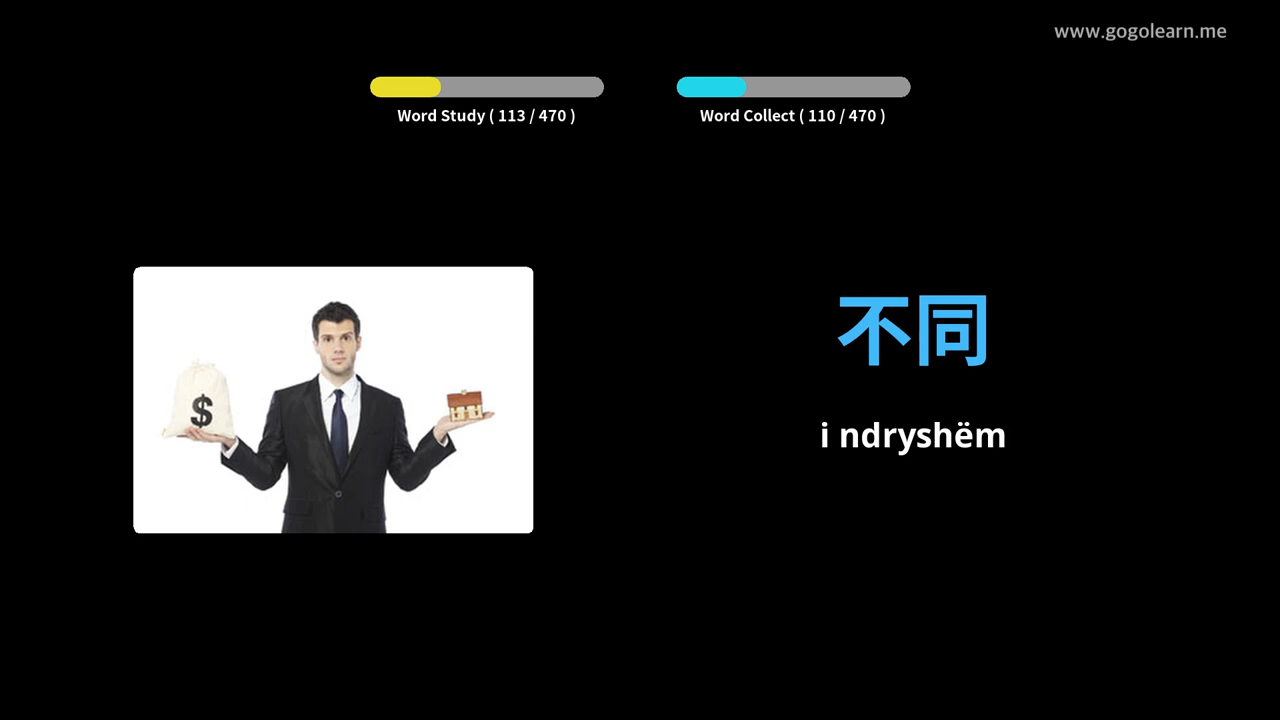 www.gogolearn.me
Word Study ( 113 / 470 )
Word Collect ( 110 / 470 )
$
不同
i ndryshëm